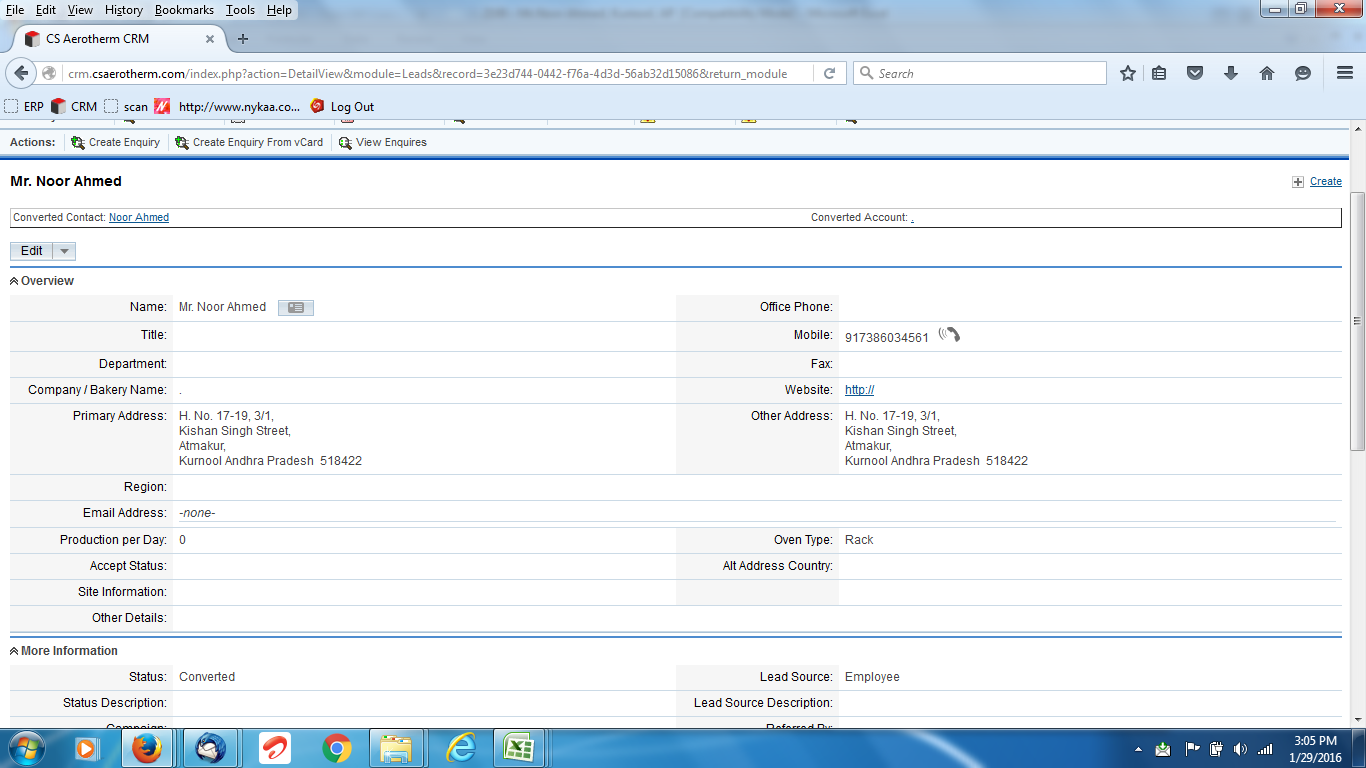 File Edit View History Bookmarks Tools Help
CS Aerotherm CRM
crm.csaerotherm.com/index.php?action=DetailView&module=Leads&record=3e23d744-0442-f76a-4d3d-56ab32d15086&return_module
Search
ERP CRM scan http://www.nykaa.co... Log Out
Actions: Create Enquiry Create Enquiry From vCard View Enquires
Mr. Noor Ahmed
Create
Converted Contact: Noor Ahmed Converted Account: .
Edit
Overview
Name: Mr. Noor Ahmed Office Phone:
Title: Mobile: 917386034561
Department: Fax:
Company / Bakery Name: . Website: http://
Primary Address: H. No. 17-19, 3/1, Other Address: H. No. 17-19, 3/1,
Kishan Singh Street, Kishan Singh Street,
Atmakur, Atmakur,
Kurnool Andhra Pradesh 518422 Kurnool Andhra Pradesh 518422
Region:
Email Address: -none-
Production per Day: 0 Oven Type: Rack
Accept Status: Alt Address Country:
Site Information:
Other Details:
More Information
Status: Converted Lead Source: Employee
Status Description: Lead Source Description:
Campaign: Referred By:
3:05 PM
1/29/2016